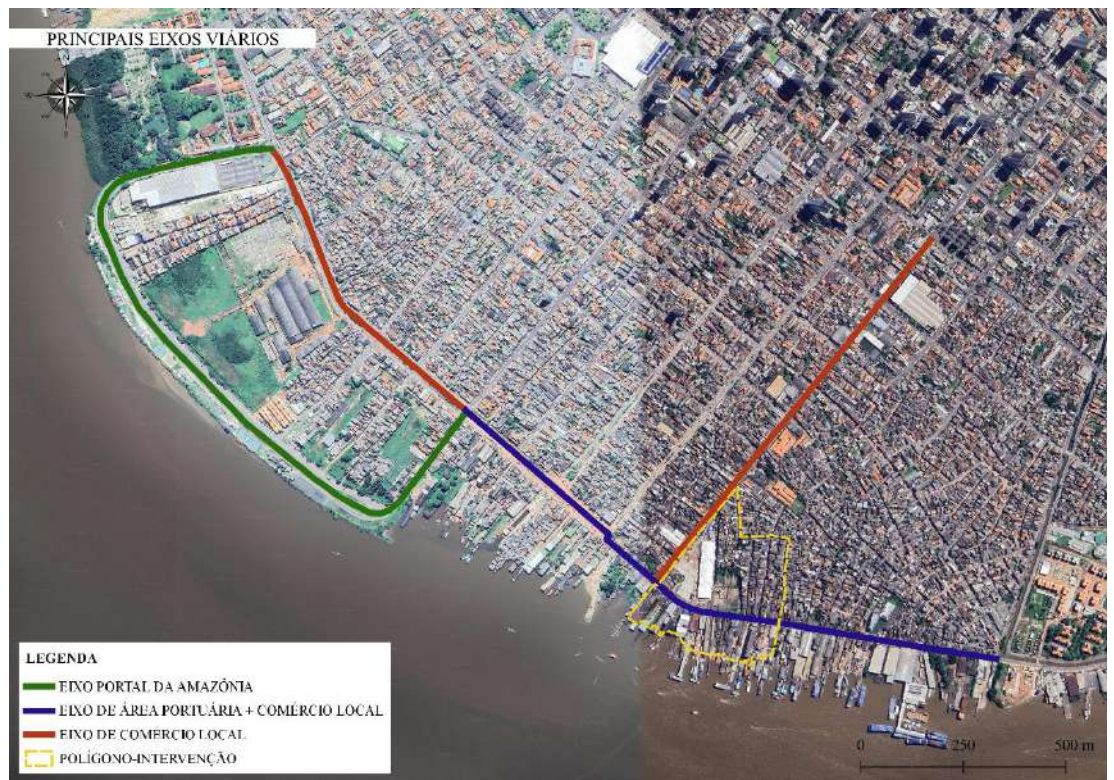 PRINCIPAIS EIXOS VIÁRIOS
N
LEGENDA
EIXO PORTAL DA AMAZÔNIA
EIXO DE ÁREA PORTUÁRIA + COMÉRCIO LOCAL
EIXO DE COMÉRCIO LOCAL
POLÍGONO-INTERVENÇÃO
0 250 500 m